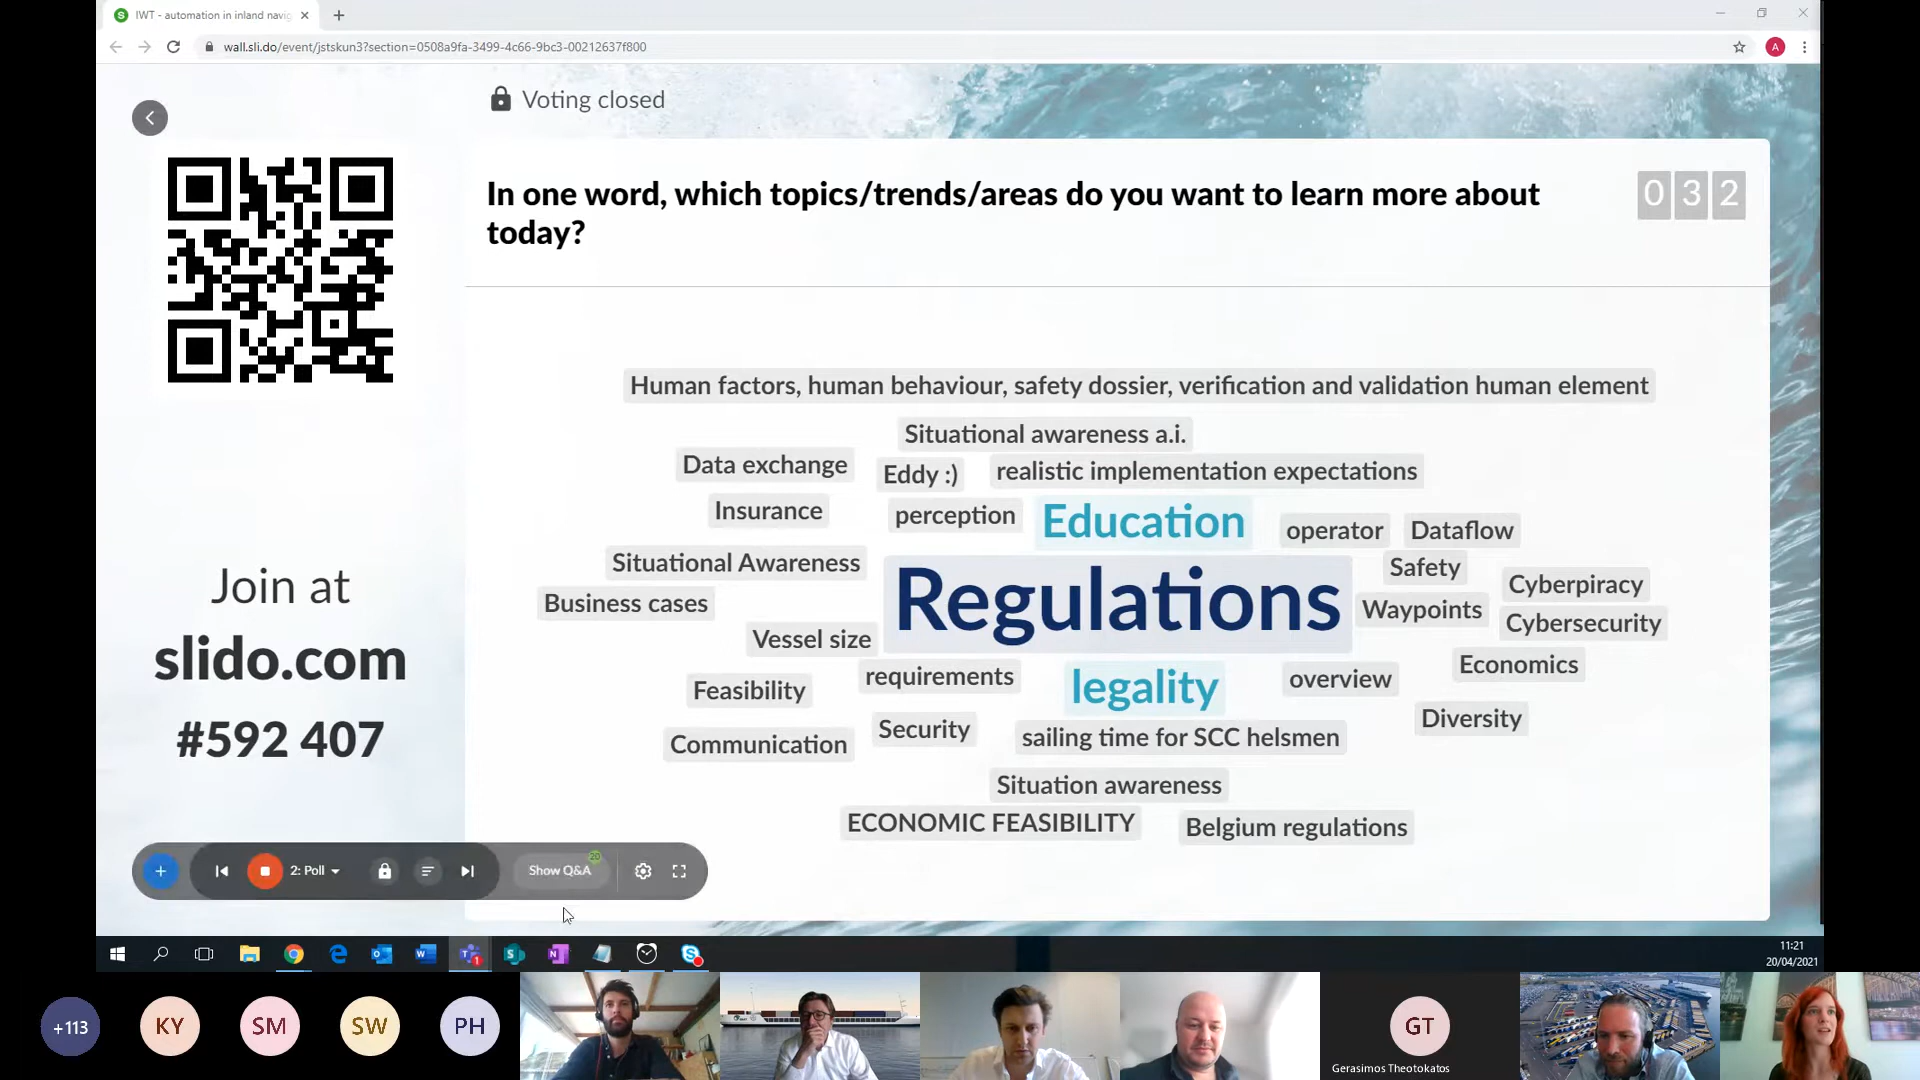 IWT - automation in inland navig
wall.sli.do/event/jstskun3?section=0508a9fa-3499-4c66-9bc3-00212637f800
A
Voting closed
In one word, which topics/trends/areas do you want to learn more about
today?
032
Human factors, human behaviour, safety dossier, verification and validation human element
Situational awareness a.i.
Data exchange
Eddy :)
realistic implementation expectations
Insurance
perception
Education
operator
Dataflow
Situational Awareness
Regulations
Safety
Cyberpiracy
Business cases
Waypoints
Cybersecurity
Vessel size
requirements
legality
overview
Economics
Feasibility
Security
sailing time for SCC helsmen
Diversity
Communication
Situation awareness
ECONOMIC FEASIBILITY
Belgium regulations
Join at
slido.com
#592 407
2: Poll
Show Q&A
20
11:21
20/04/2021
+113
KY
SM
SW
PH
GT
Gerasimos Theotokatos